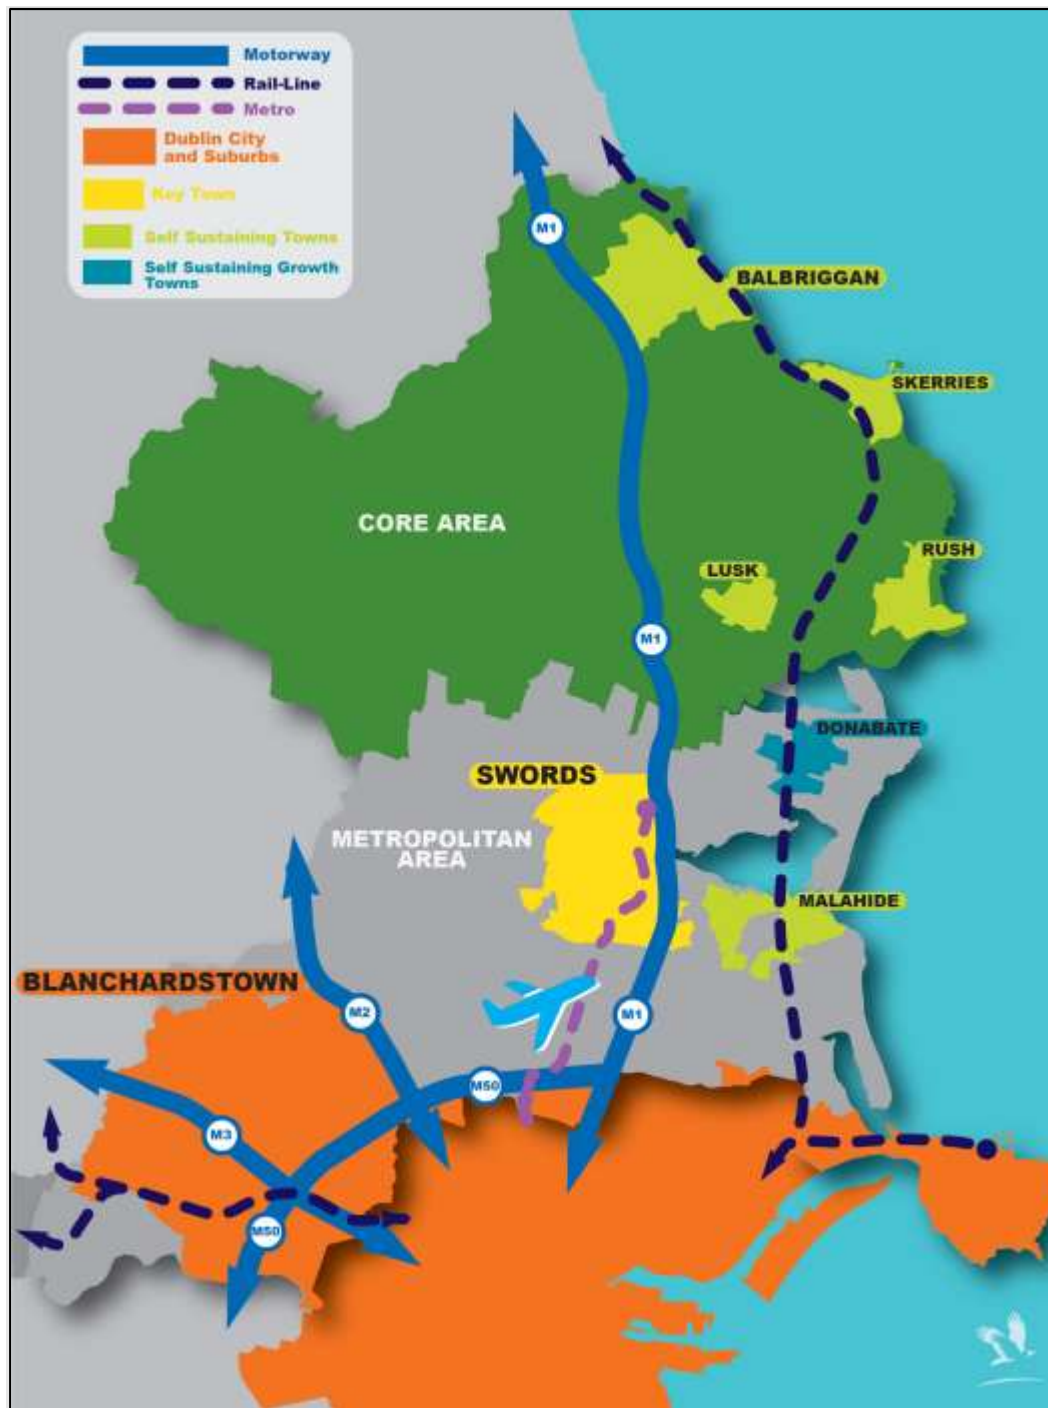 Motorway
Rail-Line
Metro
Dublin City
and Suburbs
Key Town
Self Sustaining Towns
Self Sustaining Growth
Towns
M1
BALBRIGGAN
SKERRIES
CORE AREA
RUSH
LUSK
M1
DONABATE
SWORDS
METROPOLITAN
AREA
MALAHIDE
BLANCHARDSTOWN
M2
M1
M50
M3
M50